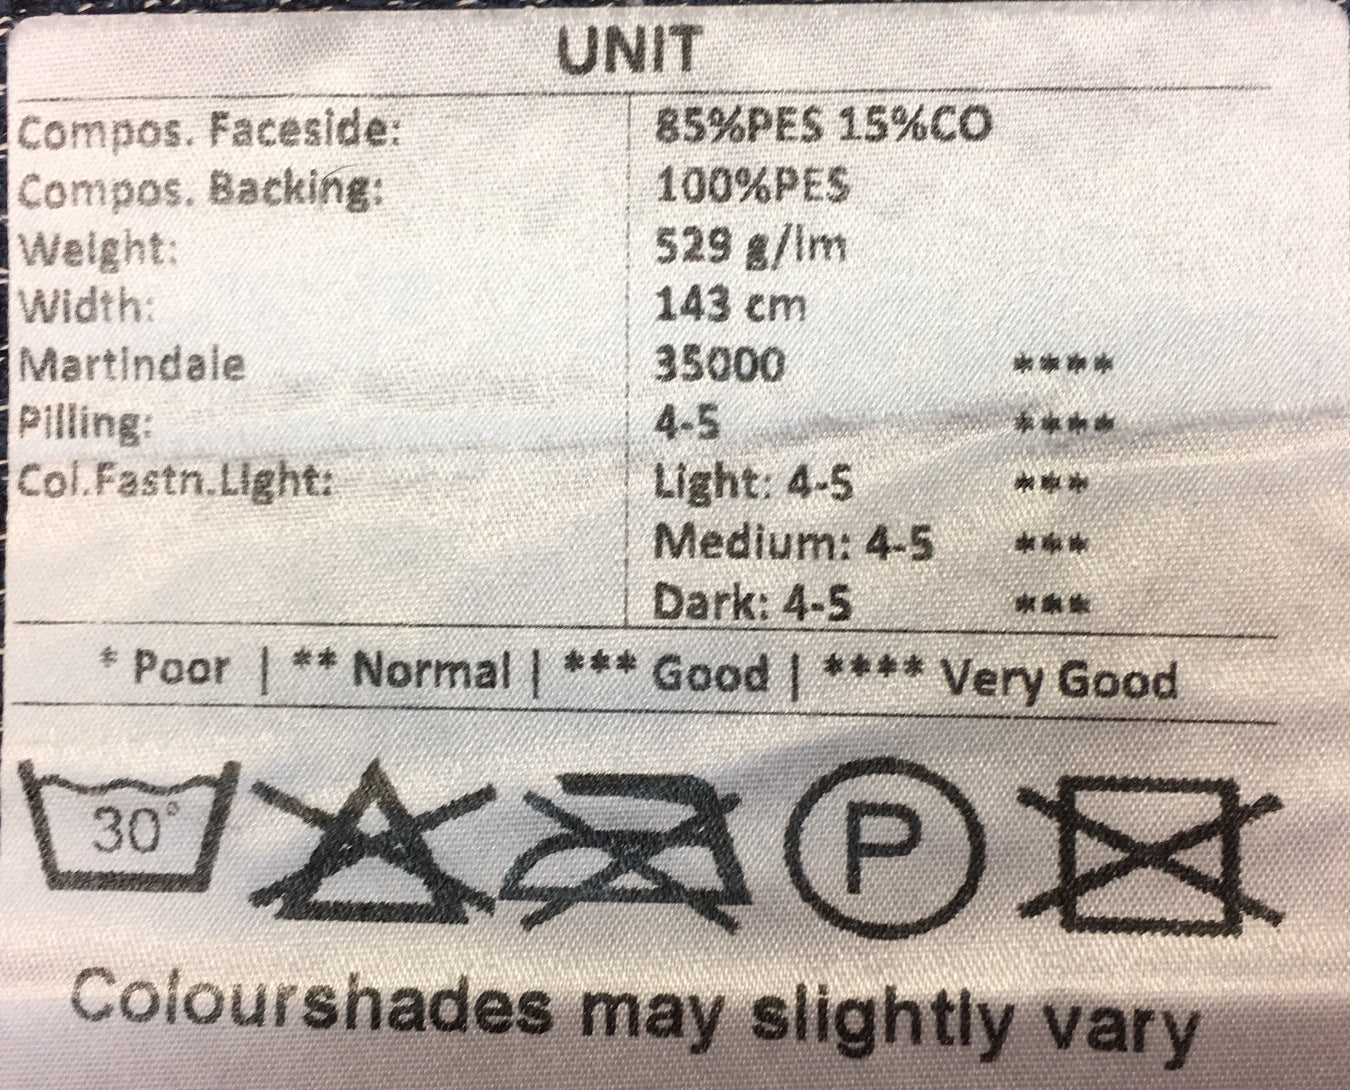 UNIT
Compos. Faceside: 85%PES 15%CO
Compos. Backing: 100%PES
Weight: 529 g/lm
Width: 143 cm
Martindale 35000 ****
Pilling: 4-5 ****
Col.Fastn.Light: Light: 4-5 ***
Medium: 4-5 ***
Dark: 4-5 ***
* Poor | ** Normal | *** Good | **** Very Good
30° P
Colourshades may slightly vary